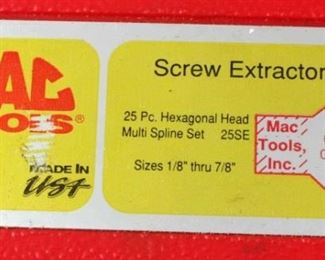 AC
OOLS®
MADE IN
USA
Screw Extractor
25 Pc. Hexagonal Head
Multi Spline Set 25SE
Sizes 1/8" thru 7/8"
Mac
Tools,
Inc.